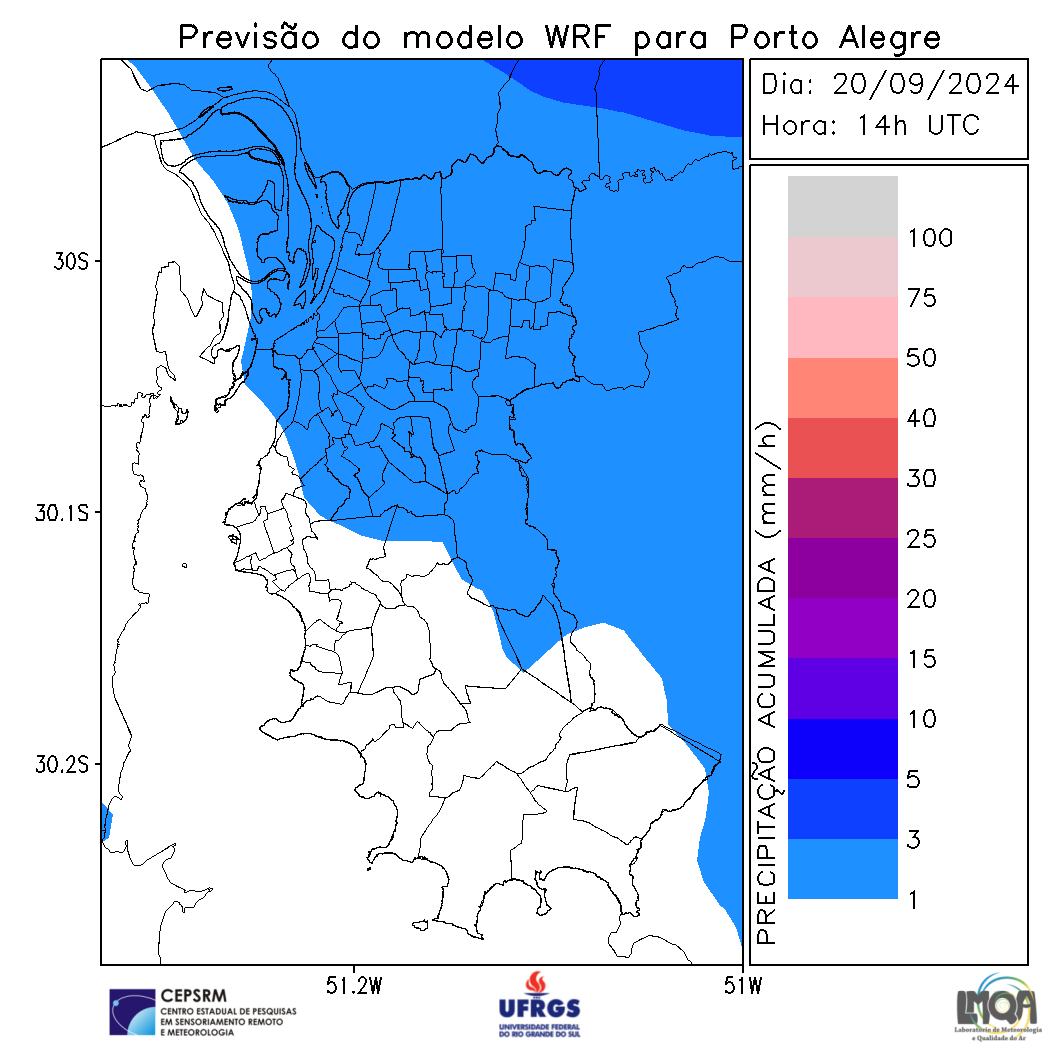 Previsão do modelo WRF para Porto Alegre
Dia: 20/09/2024
Hora: 14h UTC
30S
30.1S
30.2S
51.2W
51W
PRECIPITAÇÃO ACUMULADA (mm/h)
100
75
50
40
30
25
20
15
10
5
3
1
CEPSRM
CENTRO ESTADUAL DE PESQUISAS
EM SENSORIAMENTO REMOTO
E METEOROLOGIA
UFRGS
UNIVERSIDADE FEDERAL
DO RIO GRANDE DO SUL
LMQA
Laboratório de Meteorologia
e Qualidade do Ar